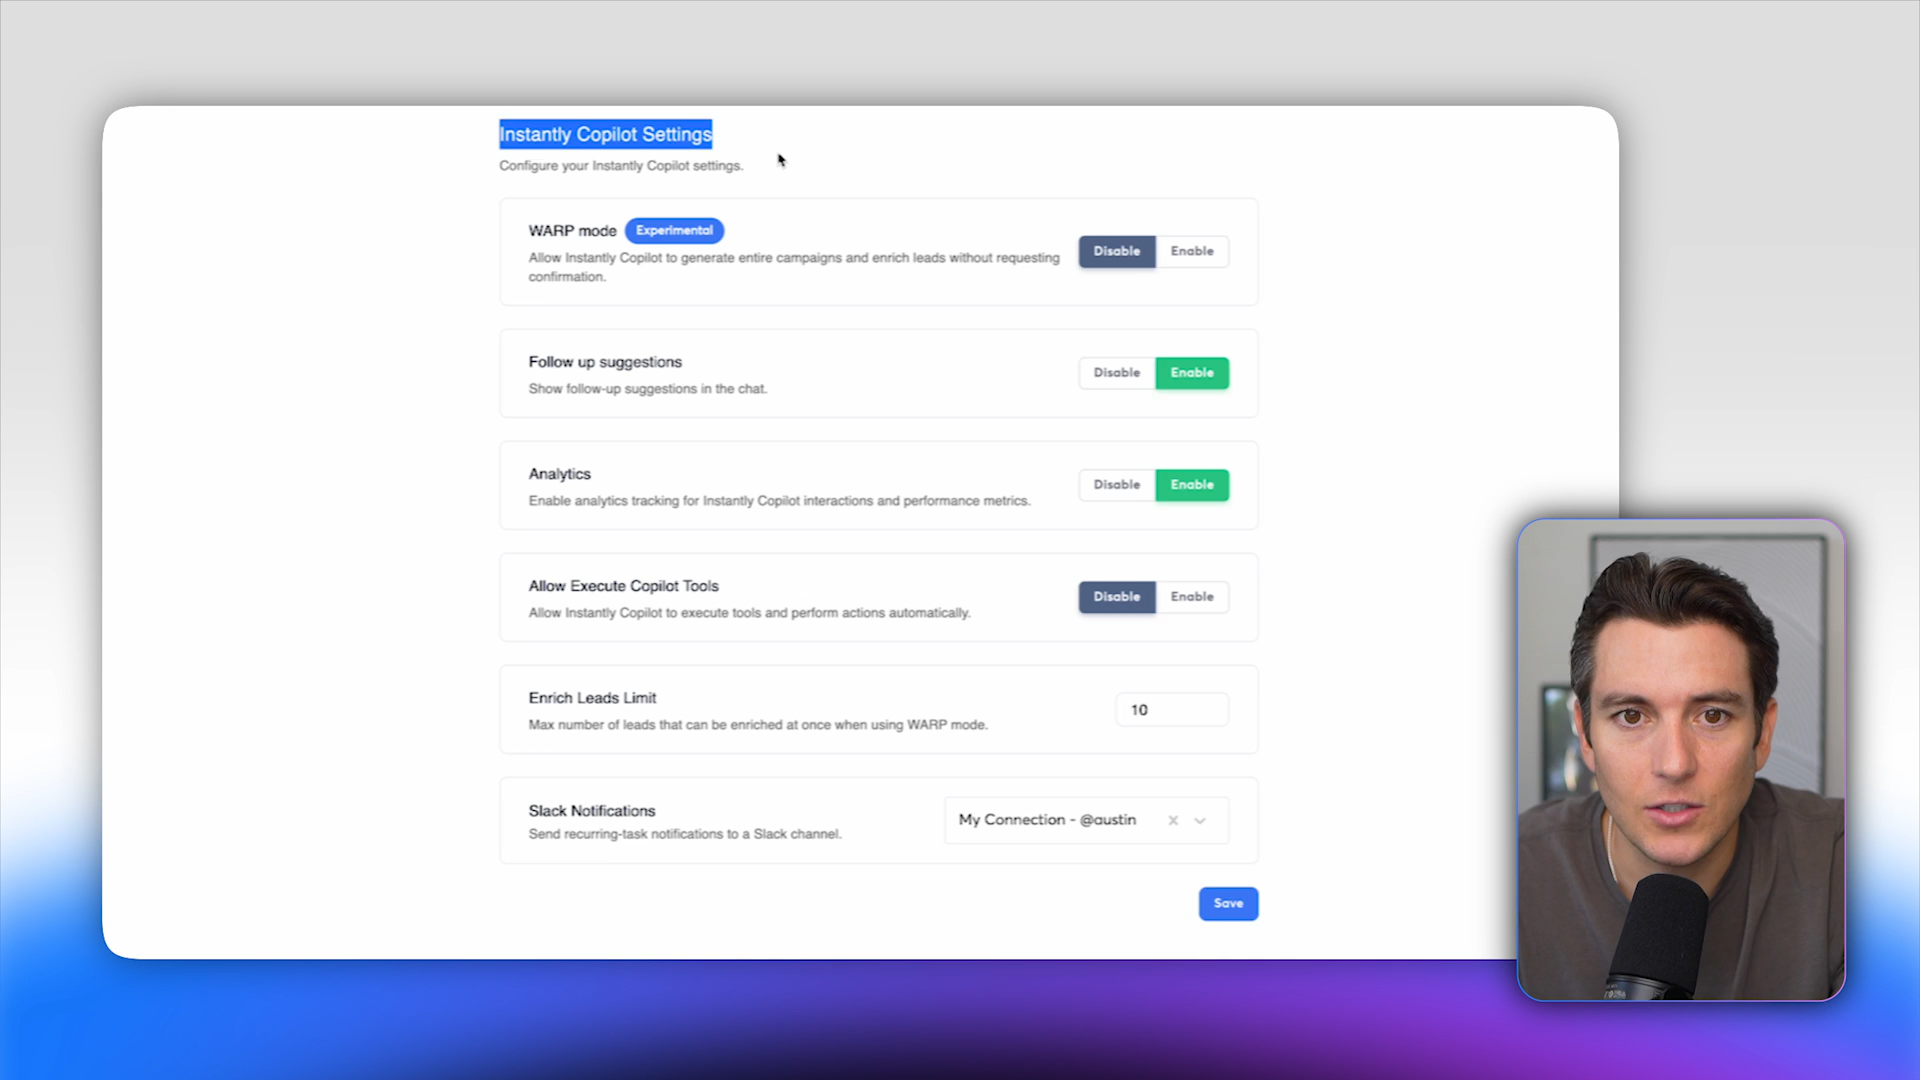 Instantly Copilot Settings
Configure your Instantly Copilot settings.
WARP mode Experimental
Allow Instantly Copilot to generate entire campaigns and enrich leads without requesting
confirmation.
Disable Enable
Follow up suggestions
Show follow-up suggestions in the chat.
Disable Enable
Analytics
Enable analytics tracking for Instantly Copilot interactions and performance metrics.
Disable Enable
Allow Execute Copilot Tools
Allow Instantly Copilot to execute tools and perform actions automatically.
Disable Enable
Enrich Leads Limit
Max number of leads that can be enriched at once when using WARP mode.
10
Slack Notifications
Send recurring-task notifications to a Slack channel.
My Connection - @austin
Save